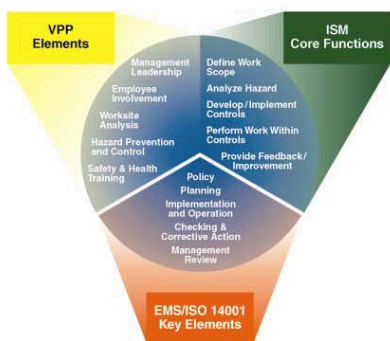 VPP
Elements
ISM
Core Functions
Management
Leadership
Employee
Involvement
Worksite
Analysis
Hazard Prevention
and Control
Safety & Health
Training
Define Work
Scope
Analyze Hazard
Develop/Implement
Controls
Perform Work Within
Controls
Provide Feedback/
Improvement
Policy
Planning
Implementation
and Operation
Checking &
Corrective Action
Management
Review
EMS/ISO 14001
Key Elements